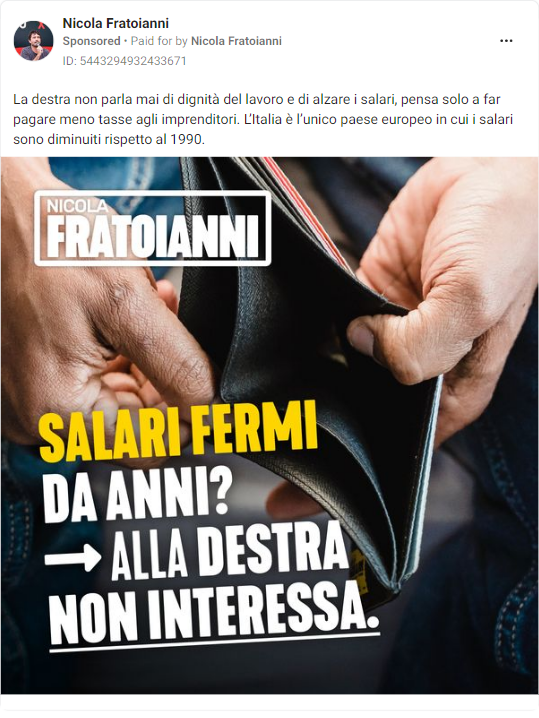 Nicola Fratoianni
Sponsored • Paid for by Nicola Fratoianni
ID: 5443294932433671
La destra non parla mai di dignità del lavoro e di alzare i salari, pensa solo a far
pagare meno tasse agli imprenditori. L’Italia è l’unico paese europeo in cui i salari
sono diminuiti rispetto al 1990.
NICOLA
FRATOIANNI
SALARI FERMI
DA ANNI?
→ ALLA DESTRA
NON INTERESSA.